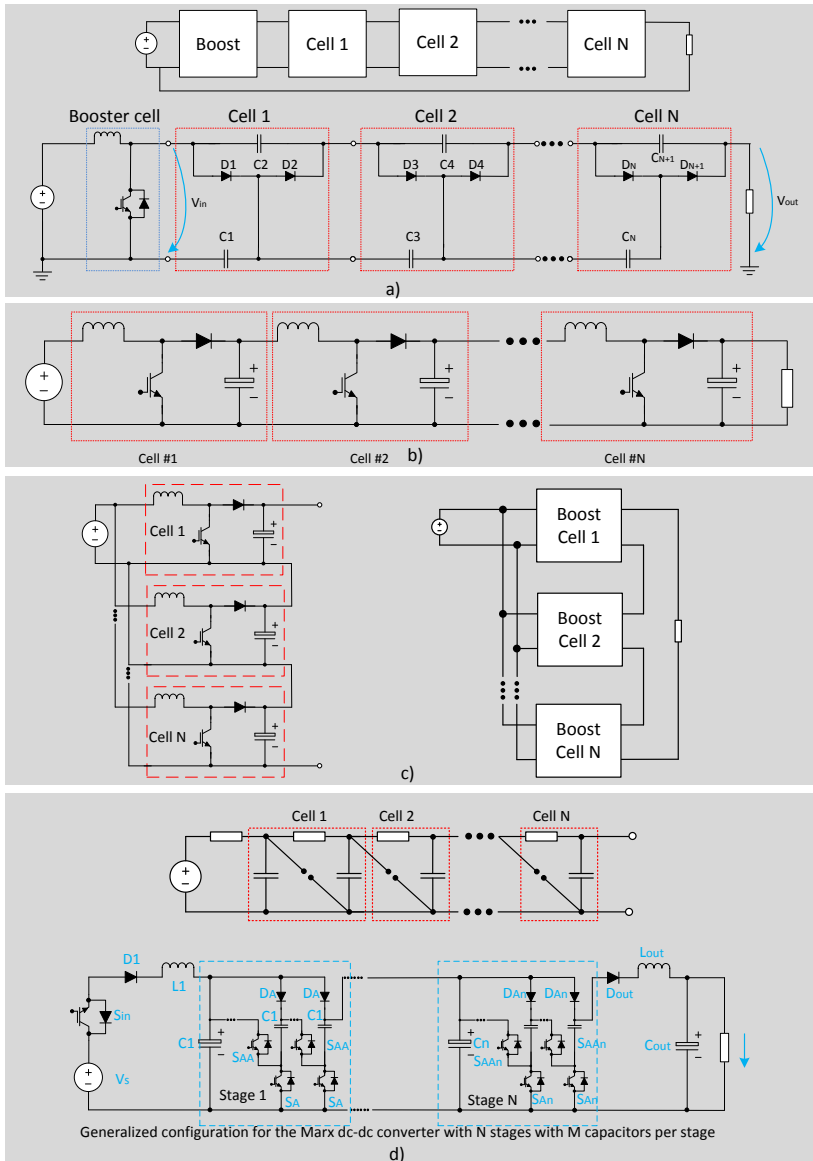 Boost
Cell 1
Cell 2
Cell N
Booster cell
Cell 1
Cell 2
Cell N
D1
C2
D2
D3
C4
D4
DN
CN+1
DN+1
Vin
Vout
C1
C3
CN
a)
+
−
+
−
+
−
+
−
Cell #1
Cell #2
b)
Cell #N
Cell 1
+
−
Cell 2
+
−
Cell N
+
−
Boost
Cell 1
Boost
Cell 2
Boost
Cell N
c)
Cell 1
Cell 2
Cell N
D1
L1
Sin
Vs
C1
+
−
DA
DA
C1
C1
SAA
SAA
Stage 1
SA
SA
Cn
+
−
DAn
DAn
SAAn
SAAn
Stage N
SAn
SAn
Dout
Lout
Cout
+
−
Generalized configuration for the Marx dc-dc converter with N stages with M capacitors per stage
d)